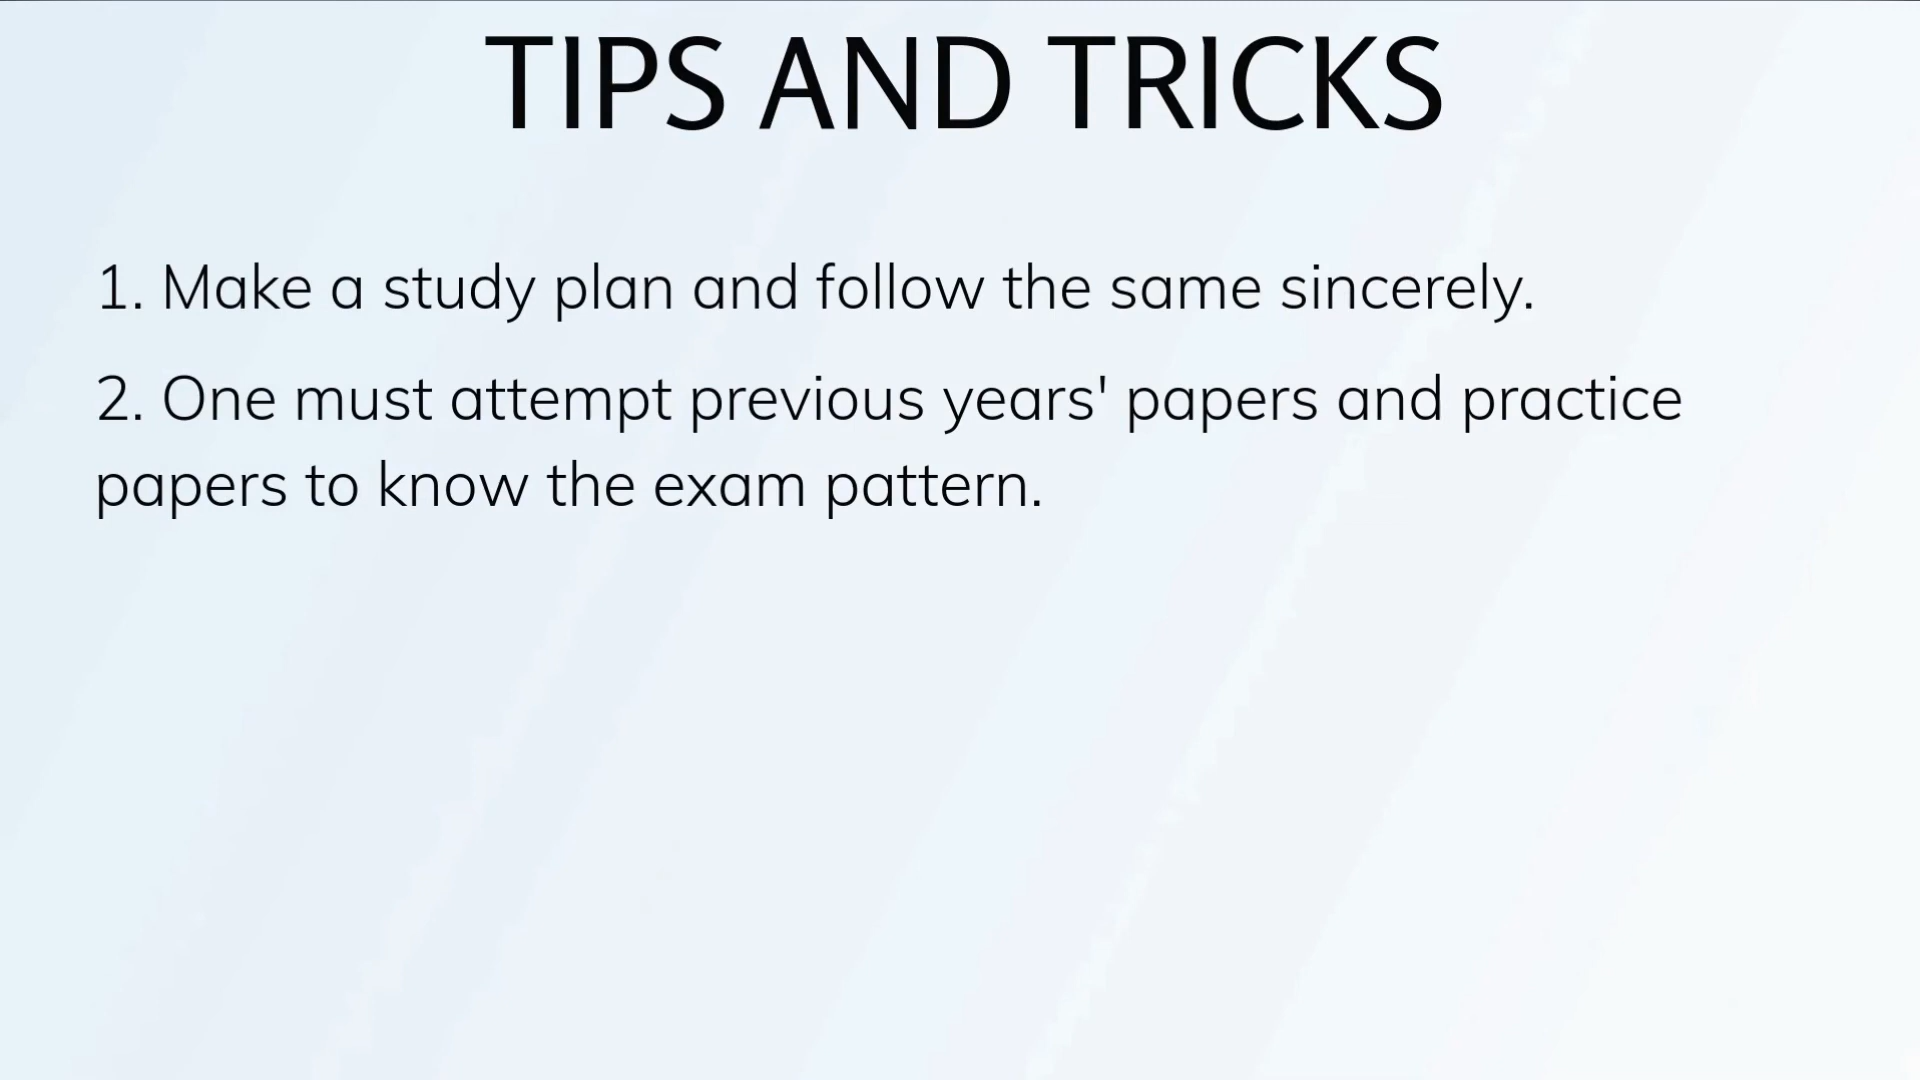 TIPS AND TRICKS
1. Make a study plan and follow the same sincerely.
2. One must attempt previous years' papers and practice
papers to know the exam pattern.